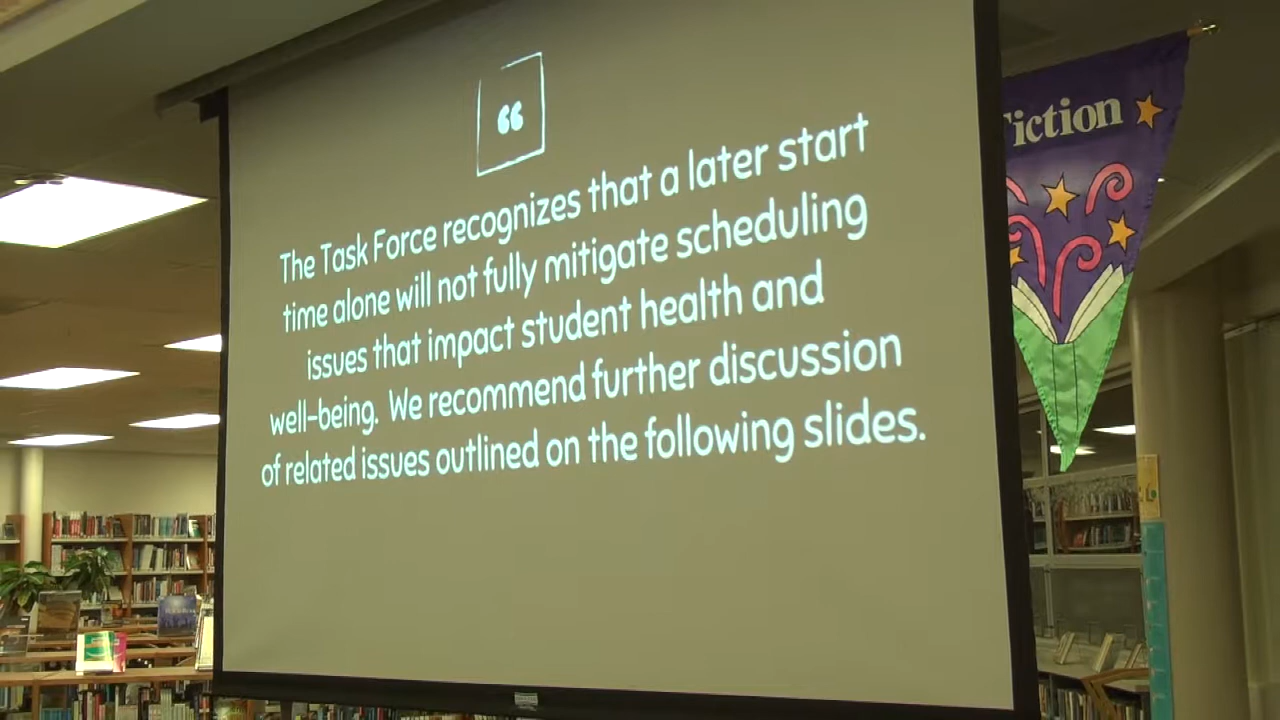 “
The Task Force recognizes that a later start
time alone will not fully mitigate scheduling
issues that impact student health and
well-being. We recommend further discussion
of related issues outlined on the following slides.
Fiction